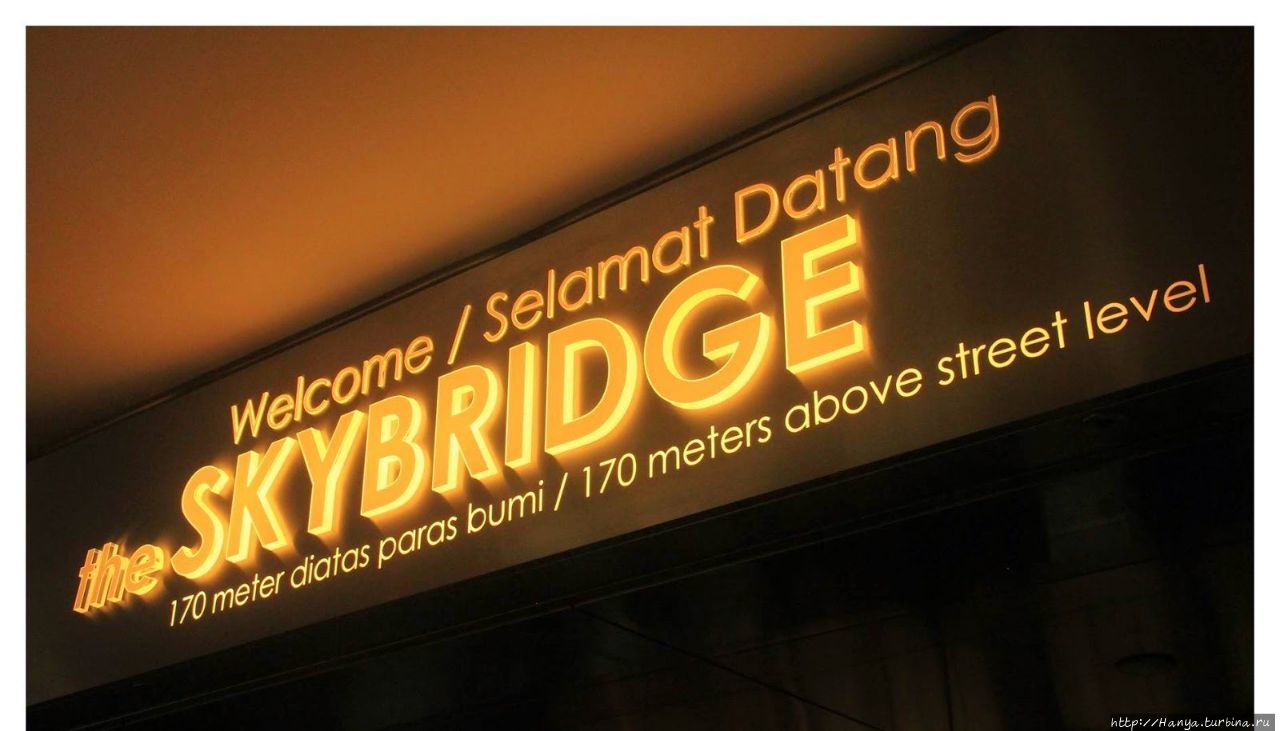 Welcome / Selamat Datang
the SKYBRIDGE
170 meter diatas paras bumi / 170 meters above street level
http://Hanya.turbina.ru